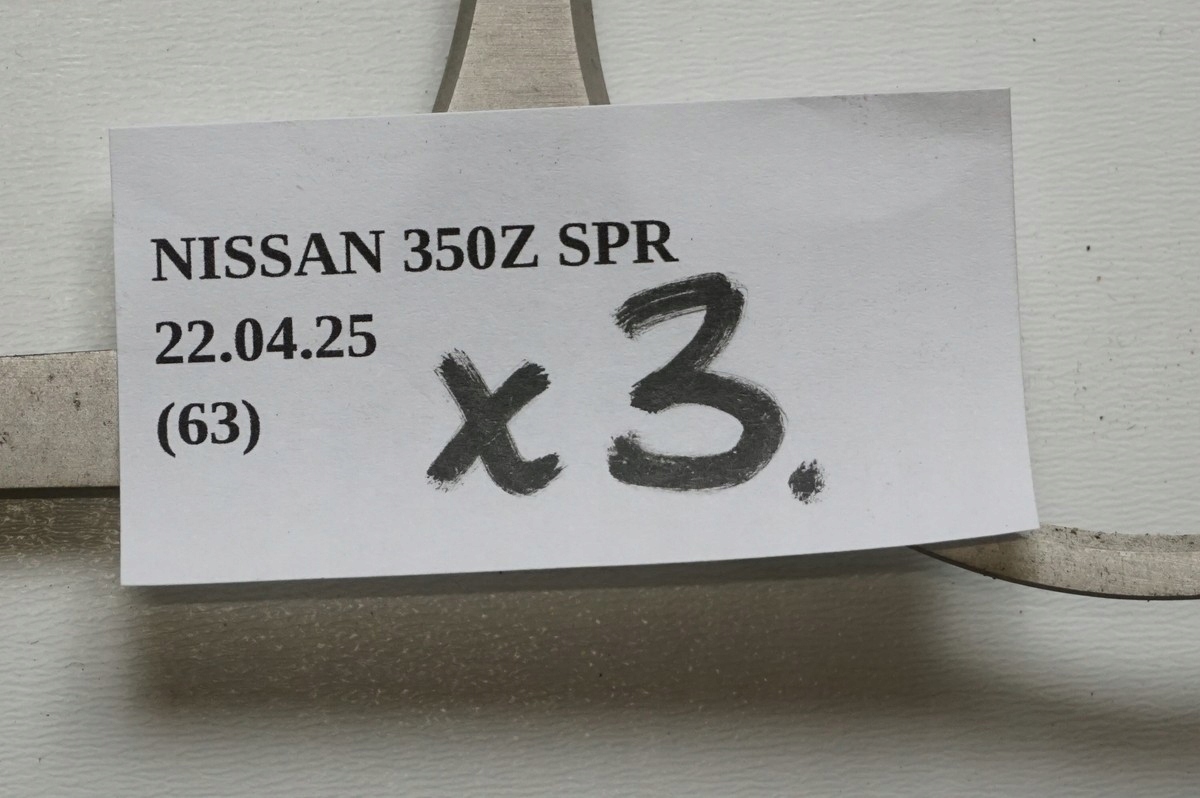 NISSAN 350Z SPR
22.04.25
(63)
x3.